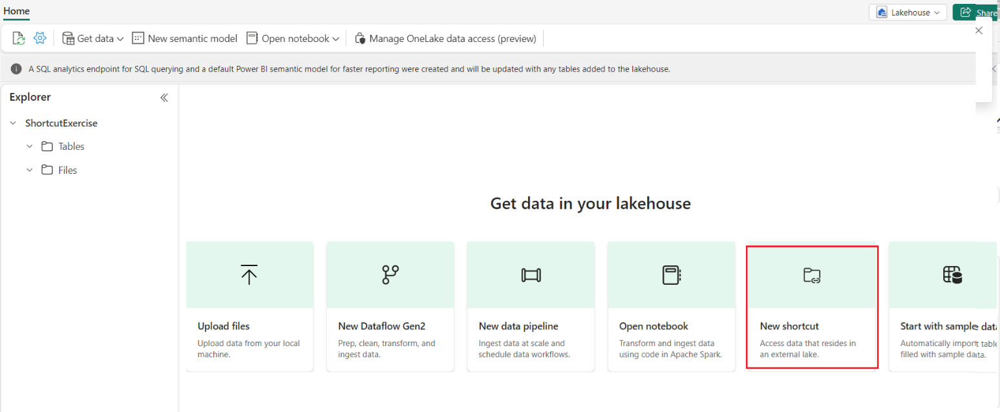 Home
Lakehouse
Share
Get data
New semantic model
Open notebook
Manage OneLake data access (preview)
A SQL analytics endpoint for SQL querying and a default Power BI semantic model for faster reporting were created and will be updated with any tables added to the lakehouse.
Explorer
ShortcutExercise
Tables
Files
Get data in your lakehouse
Upload files
Upload data from your local
machine.
New Dataflow Gen2
Prep, clean, transform, and
ingest data.
New data pipeline
Ingest data at scale and
schedule data workflows.
Open notebook
Transform and ingest data
using code in Apache Spark.
New shortcut
Access data that resides in
an external lake.
Start with sample data
Automatically import table
filled with sample data.